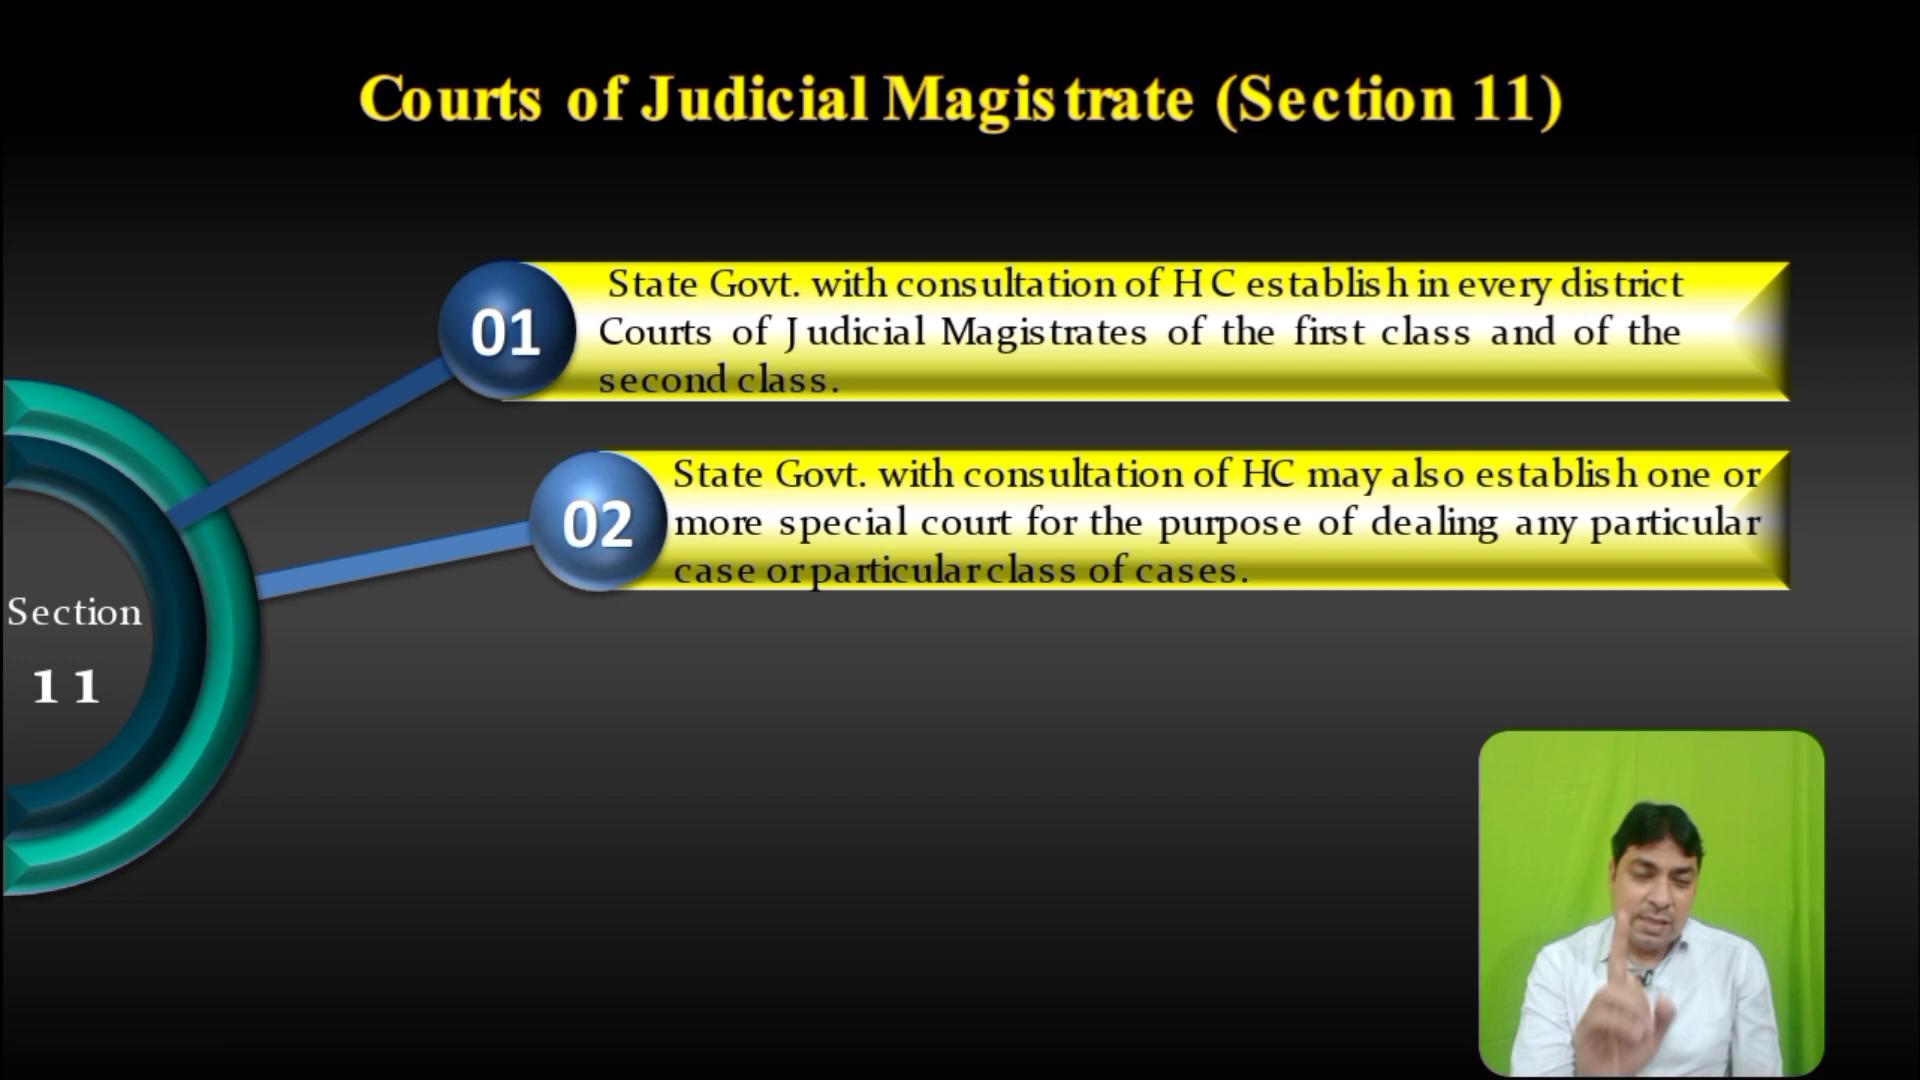 Courts of Judicial Magistrate (Section 11)
01
State Govt. with consultation of HC establish in every district
Courts of Judicial Magistrates of the first class and of the
second class.
02
State Govt. with consultation of HC may also establish one or
more special court for the purpose of dealing any particular
case or particular class of cases.
Section
11